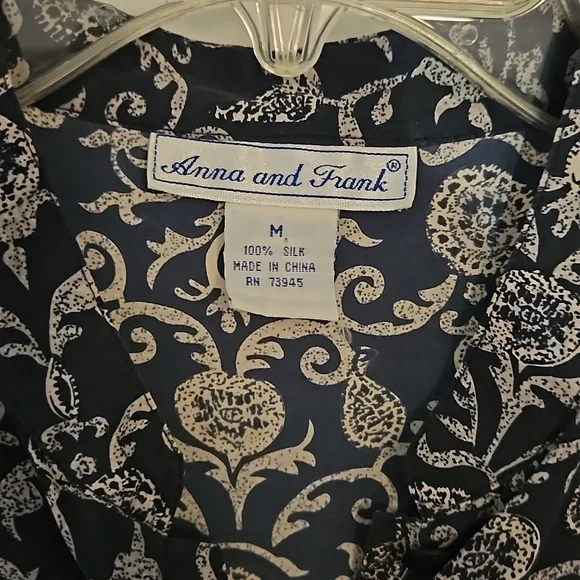 Anna and Frank®
M
100% SILK
MADE IN CHINA
RN 73945